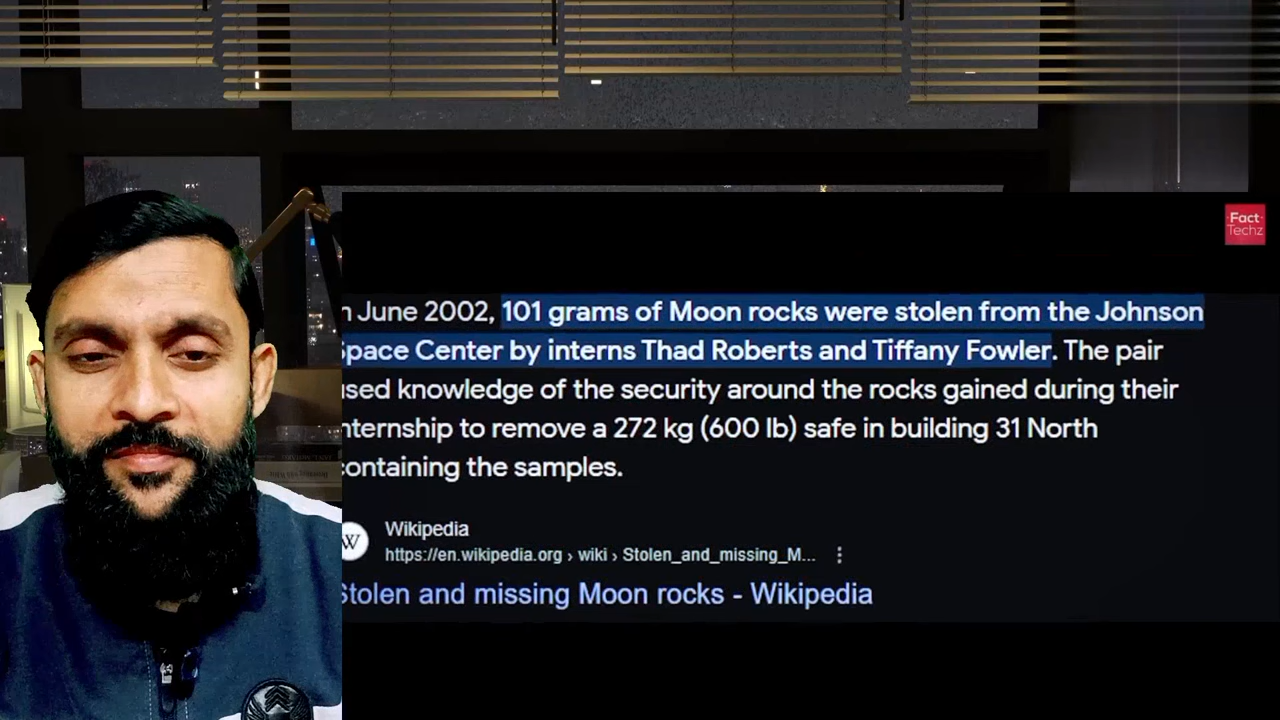 Fact
Techz
n June 2002, 101 grams of Moon rocks were stolen from the Johnson
Space Center by interns Thad Roberts and Tiffany Fowler. The pair
used knowledge of the security around the rocks gained during their
internship to remove a 272 kg (600 lb) safe in building 31 North
containing the samples.
W
Wikipedia
https://en.wikipedia.org › wiki › Stolen_and_missing_M...
Stolen and missing Moon rocks - Wikipedia